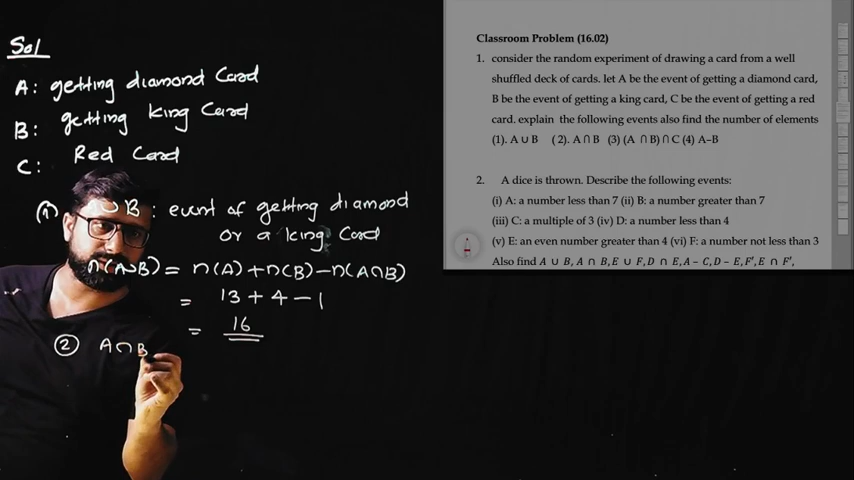 Sol
A: getting diamond Card
B: getting king Card
C: Red Card
(1) ∪B: event of getting diamond
or a king Card
n(A∪B) = n(A)+n(B)-n(A∩B)
= 13 + 4 - 1
= 16
② A∩B
Classroom Problem (16.02)
1. consider the random experiment of drawing a card from a well
shuffled deck of cards. let A be the event of getting a diamond card,
B be the event of getting a king card, C be the event of getting a red
card. explain the following events also find the number of elements
(1). A ∪ B (2). A ∩ B (3) (A ∩ B) ∩ C (4) A–B
2. A dice is thrown. Describe the following events:
(i) A: a number less than 7 (ii) B: a number greater than 7
(iii) C: a multiple of 3 (iv) D: a number less than 4
(v) E: an even number greater than 4 (vi) F: a number not less than 3
Also find A ∪ B, A ∩ B, E ∪ F, D ∩ E, A − C, D − E, F′, E ∩ F′,